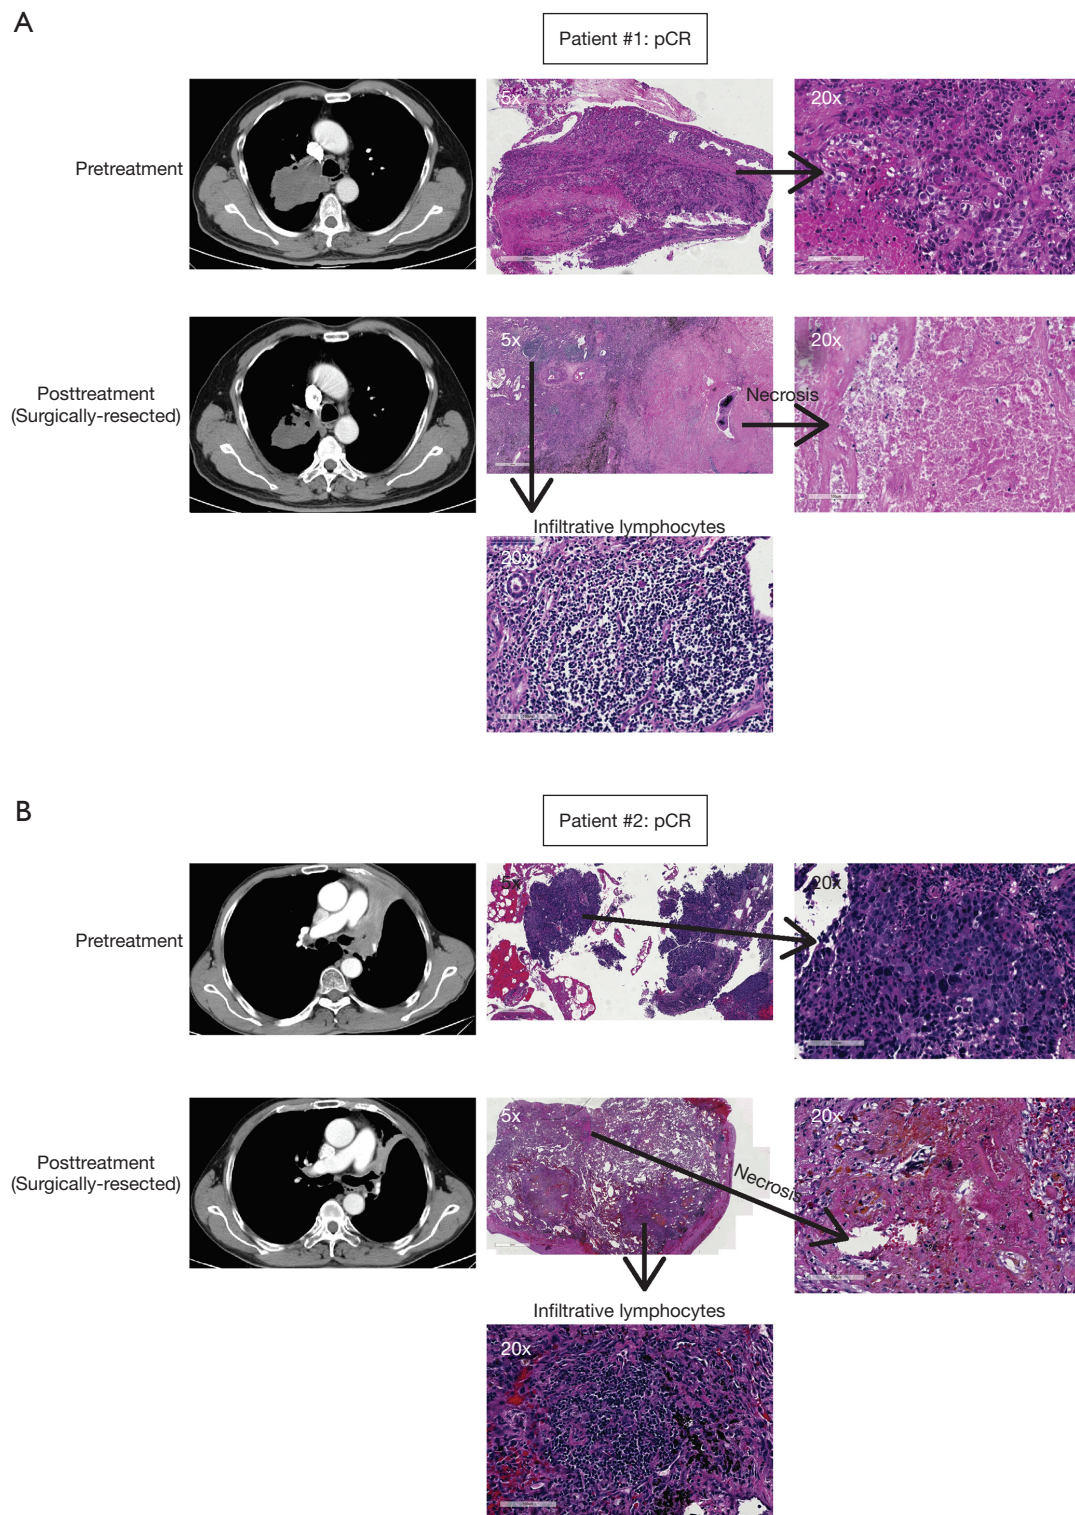 A
Patient #1: pCR
Pretreatment
5x
20x
Posttreatment
(Surgically-resected)
5x
Necrosis
20x
Infiltrative lymphocytes
20x
B
Patient #2: pCR
Pretreatment
5x
20x
Posttreatment
(Surgically-resected)
5x
Necrosis
20x
Infiltrative lymphocytes
20x